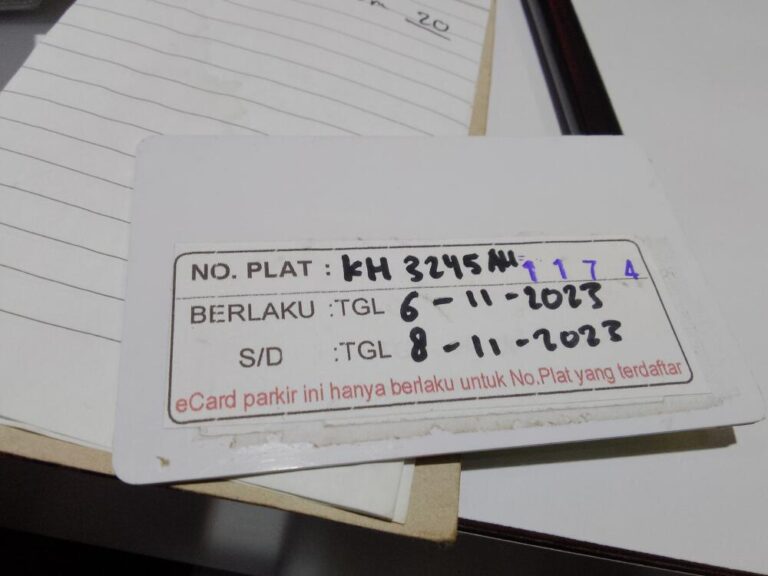 20
NO. PLAT : KH 3245 AU 1174
BERLAKU :TGL 6-11-2023
S/D :TGL 8-11-2023
eCard parkir ini hanya berlaku untuk No.Plat yang terdaftar